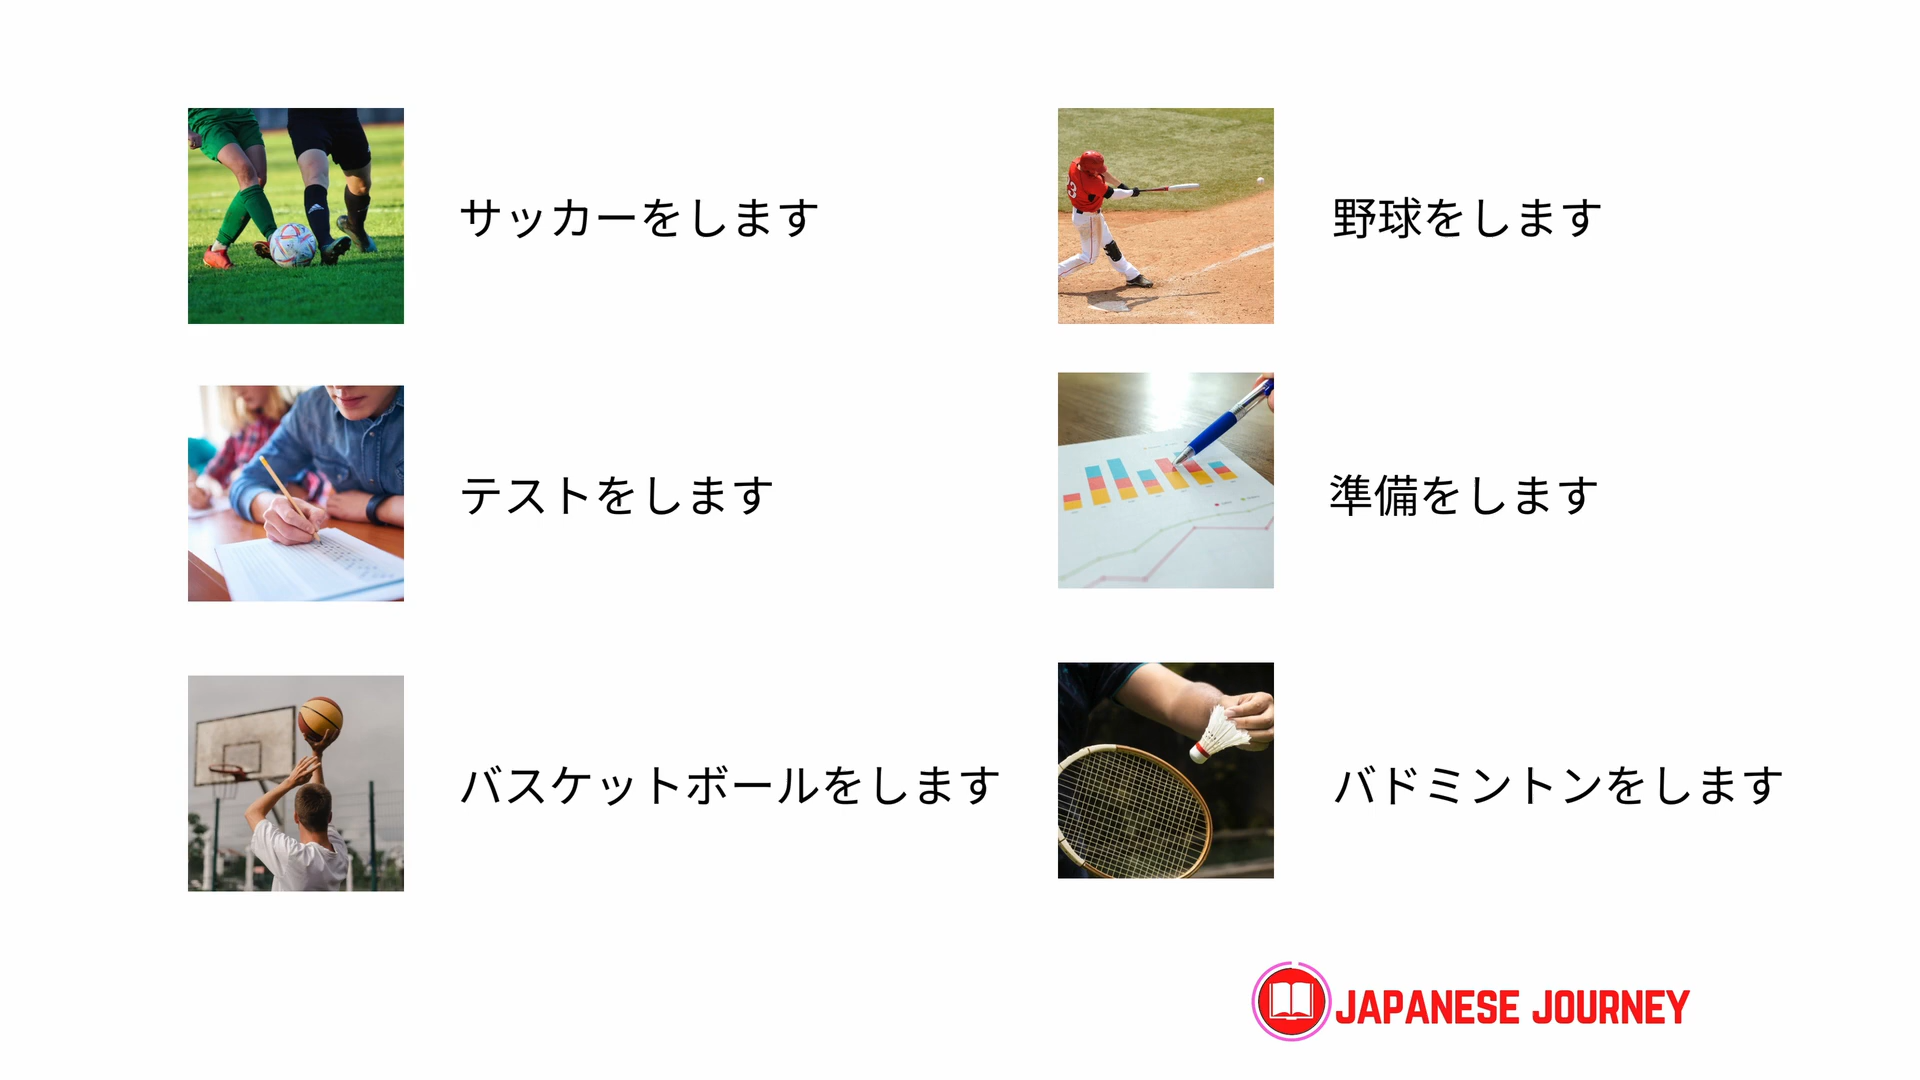 サッカーをします
野球をします
テストをします
準備をします
バスケットボールをします
バドミントンをします
JAPANESE JOURNEY